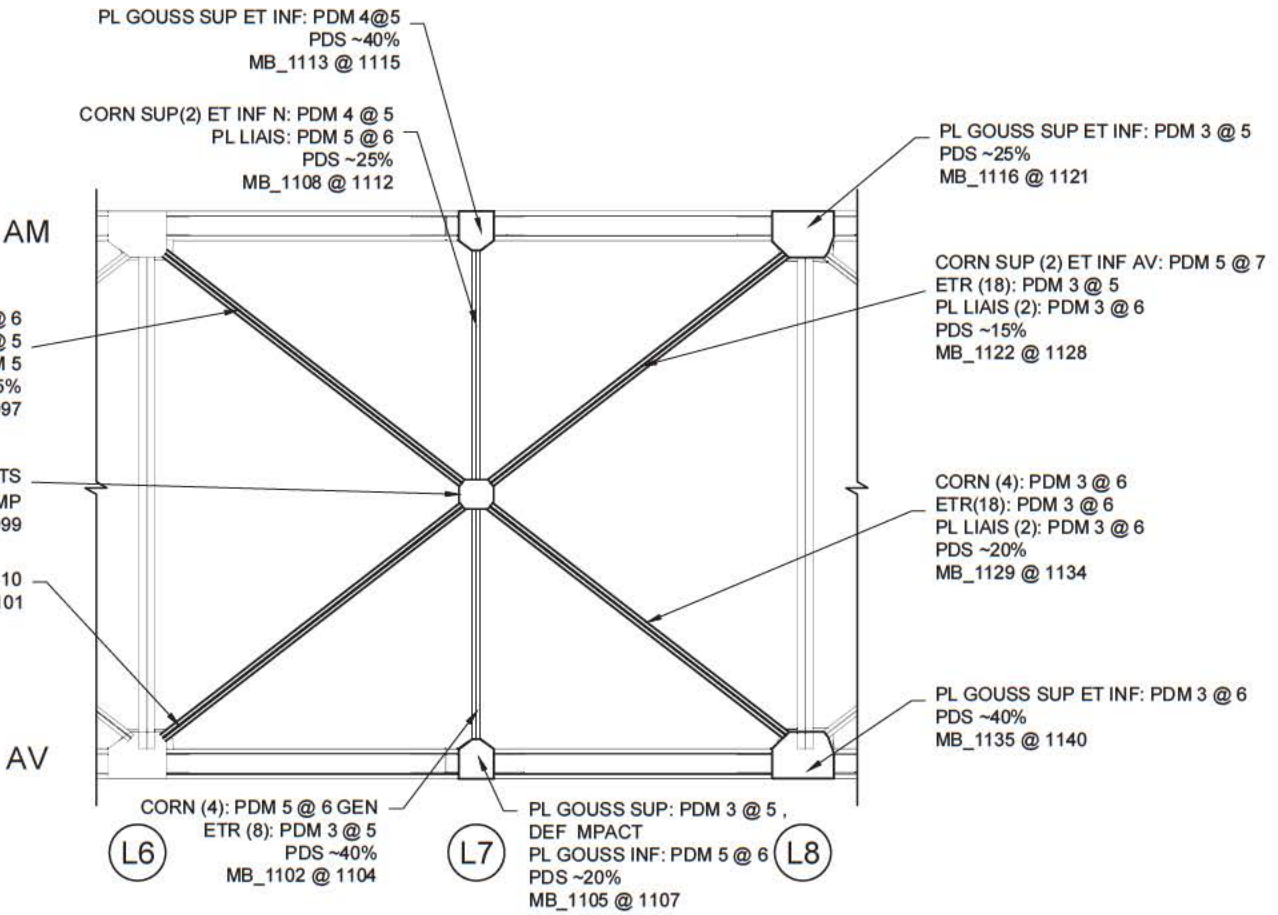 PL GOUSS SUP ET INF: PDM 4@5
PDS ~40%
MB_1113 @ 1115
CORN SUP(2) ET INF N: PDM 4 @ 5
PL LIAIS: PDM 5 @ 6
PDS ~25%
MB_1108 @ 1112
PL GOUSS SUP ET INF: PDM 3 @ 5
PDS ~25%
MB_1116 @ 1121
AM
CORN SUP (2) ET INF AV: PDM 5 @ 7
ETR (18): PDM 3 @ 5
PL LIAIS (2): PDM 3 @ 6
PDS ~15%
MB_1122 @ 1128
@ 6
@ 5
M 5
5%
097
TS
MP
099
10
101
CORN (4): PDM 3 @ 6
ETR(18): PDM 3 @ 6
PL LIAIS (2): PDM 3 @ 6
PDS ~20%
MB_1129 @ 1134
PL GOUSS SUP ET INF: PDM 3 @ 6
PDS ~40%
MB_1135 @ 1140
AV
CORN (4): PDM 5 @ 6 GEN
ETR (8): PDM 3 @ 5
PDS ~40%
MB_1102 @ 1104
PL GOUSS SUP: PDM 3 @ 5 ,
DEF MPACT
PL GOUSS INF: PDM 5 @ 6
PDS ~20%
MB_1105 @ 1107
L6
L7
L8